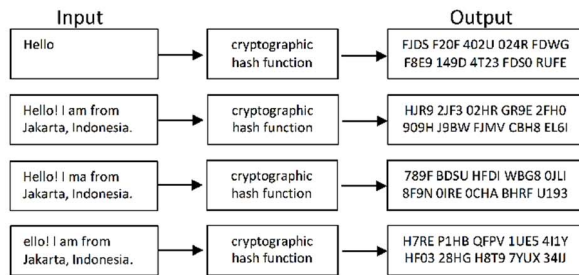 Input
Output
Hello
cryptographic
hash function
FJDS F20F 402U 024R FDWG
F8E9 149D 4T23 FDS0 RUFE
Hello! I am from
Jakarta, Indonesia.
cryptographic
hash function
HJR9 2JF3 02HR GR9E 2FH0
909H J9BW FJMV CBH8 EL6I
Hello! I ma from
Jakarta, Indonesia.
cryptographic
hash function
789F BDSU HFDI WBG8 0JLI
8F9N 0IRE 0CHA BHRF U193
ello! I am from
Jakarta, Indonesia.
cryptographic
hash function
H7RE P1HB QFPV 1UE5 4I1Y
HF03 28HG H8T9 7YUX 34IJ